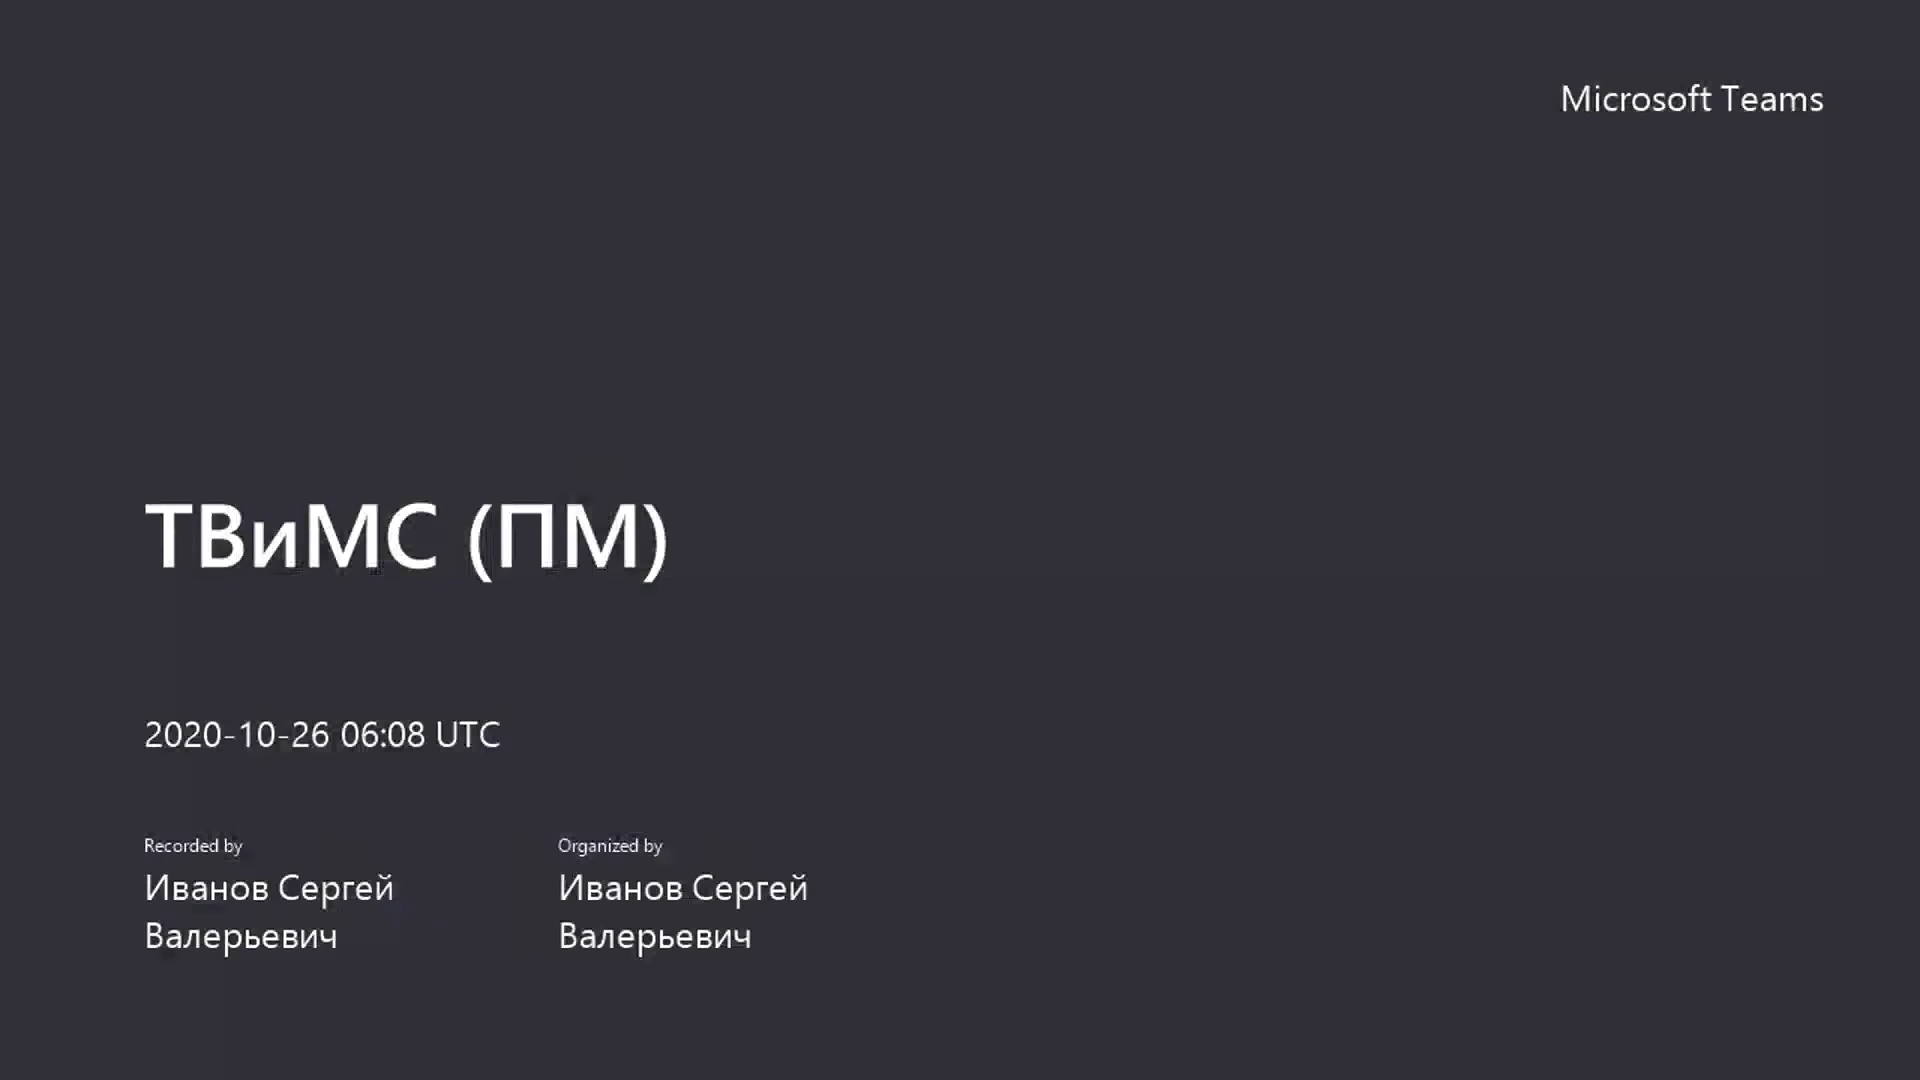 Microsoft Teams
ТВиМС (ПМ)
2020-10-26 06:08 UTC
Recorded by
Иванов Сергей
Валерьевич
Organized by
Иванов Сергей
Валерьевич